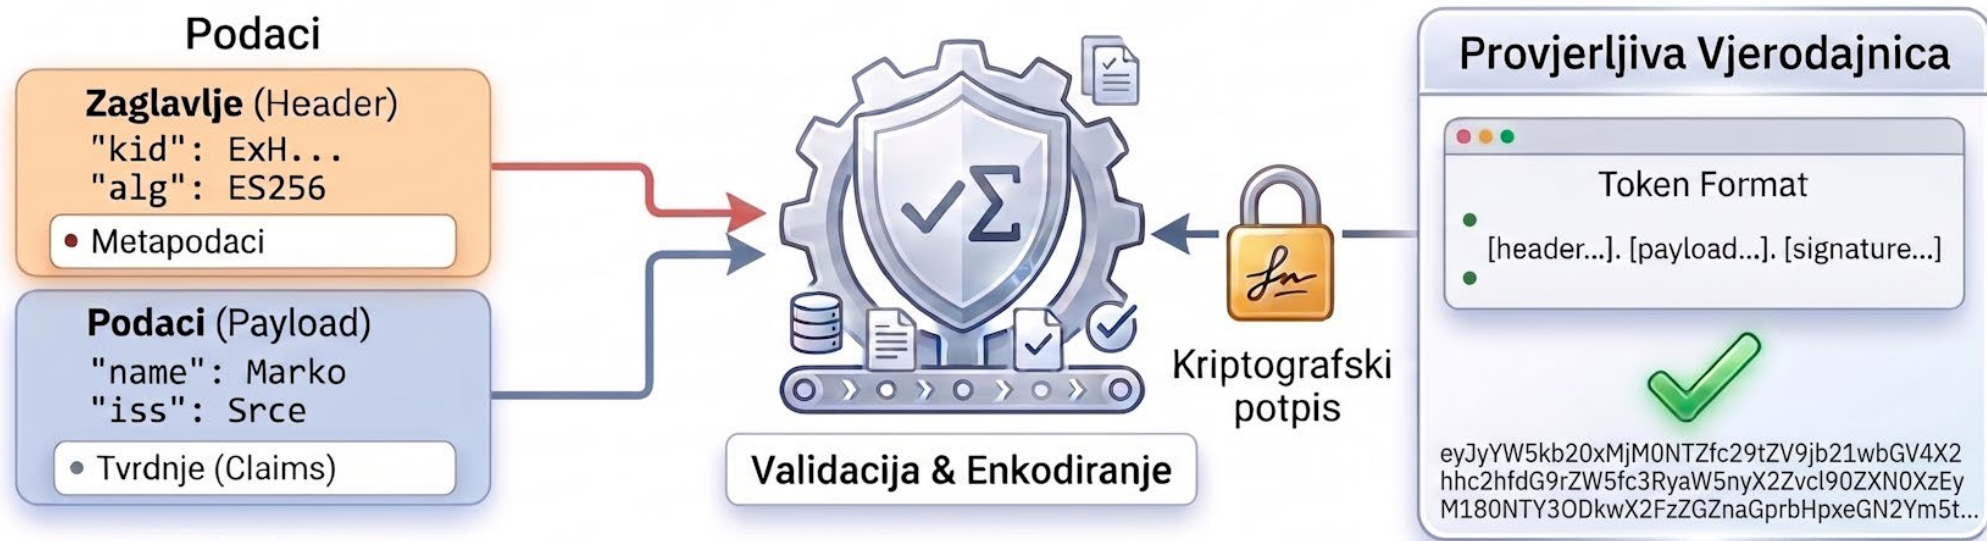 Podaci
Zaglavlje (Header)
"kid": ExH...
"alg": ES256
• Metapodaci
Podaci (Payload)
"name": Marko
"iss": Srce
• Tvrdnje (Claims)
Validacija & Enkodiranje
Kriptografski
potpis
Provjerljiva Vjerodajnica
Token Format
[header...]. [payload...]. [signature...]
eyJyYW5kb20xMjM0NTZfc29tZV9jb21wbGV4X2
hhc2hfdG9rZW5fc3RyaW5nyX2Zvcl90ZXN0XzEy
M180NTY3ODkwX2FzZGZnaGprbHpxeGN2Ym5t...